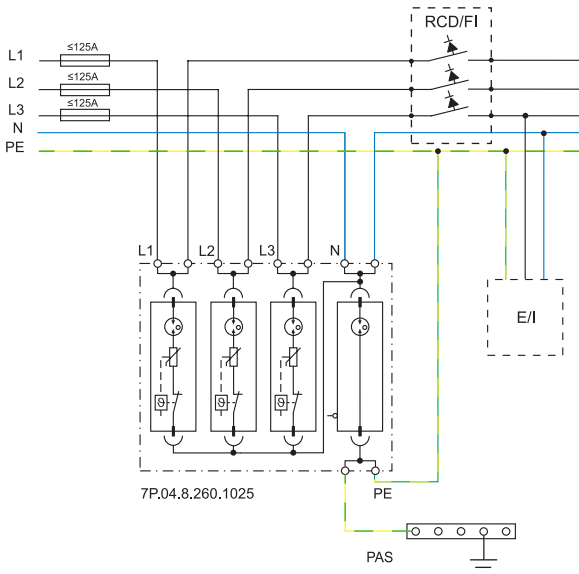 RCD/FI
L1 ≤125A
L2 ≤125A
L3 ≤125A
N
PE
L1 L2 L3 N
E/I
ϑ ϑ ϑ
7P.04.8.260.1025 PE
PAS